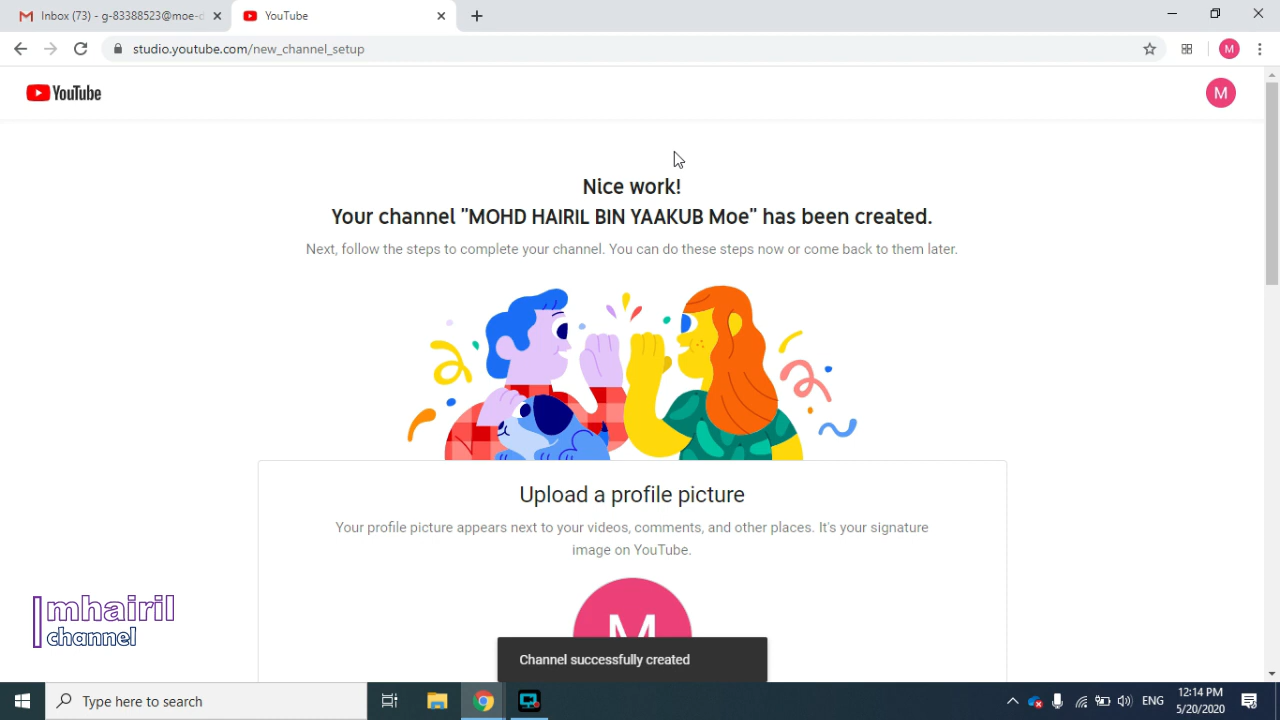 Inbox (73) - g-83388523@moe-d
YouTube
studio.youtube.com/new_channel_setup
M
YouTube
M
Nice work!
Your channel "MOHD HAIRIL BIN YAAKUB Moe" has been created.
Next, follow the steps to complete your channel. You can do these steps now or come back to them later.
Upload a profile picture
Your profile picture appears next to your videos, comments, and other places. It's your signature
image on YouTube.
M
mhairil
channel
Channel successfully created
Type here to search
ENG
12:14 PM
5/20/2020